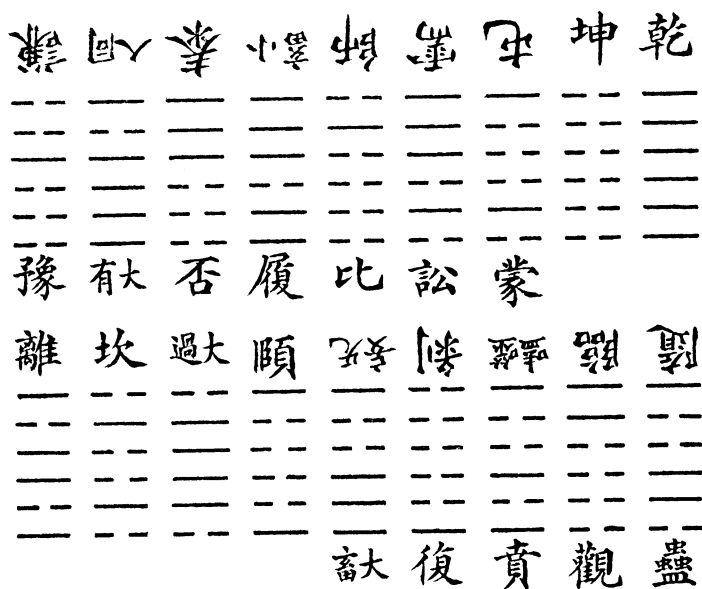 乾 坤 屯 需 師 小畜 泰 同人 謙
蒙 訟 比 履 否 大有 豫
隨 臨 噬嗑 剝 无妄 頤 大過 坎 離
蠱 觀 賁 復 大畜